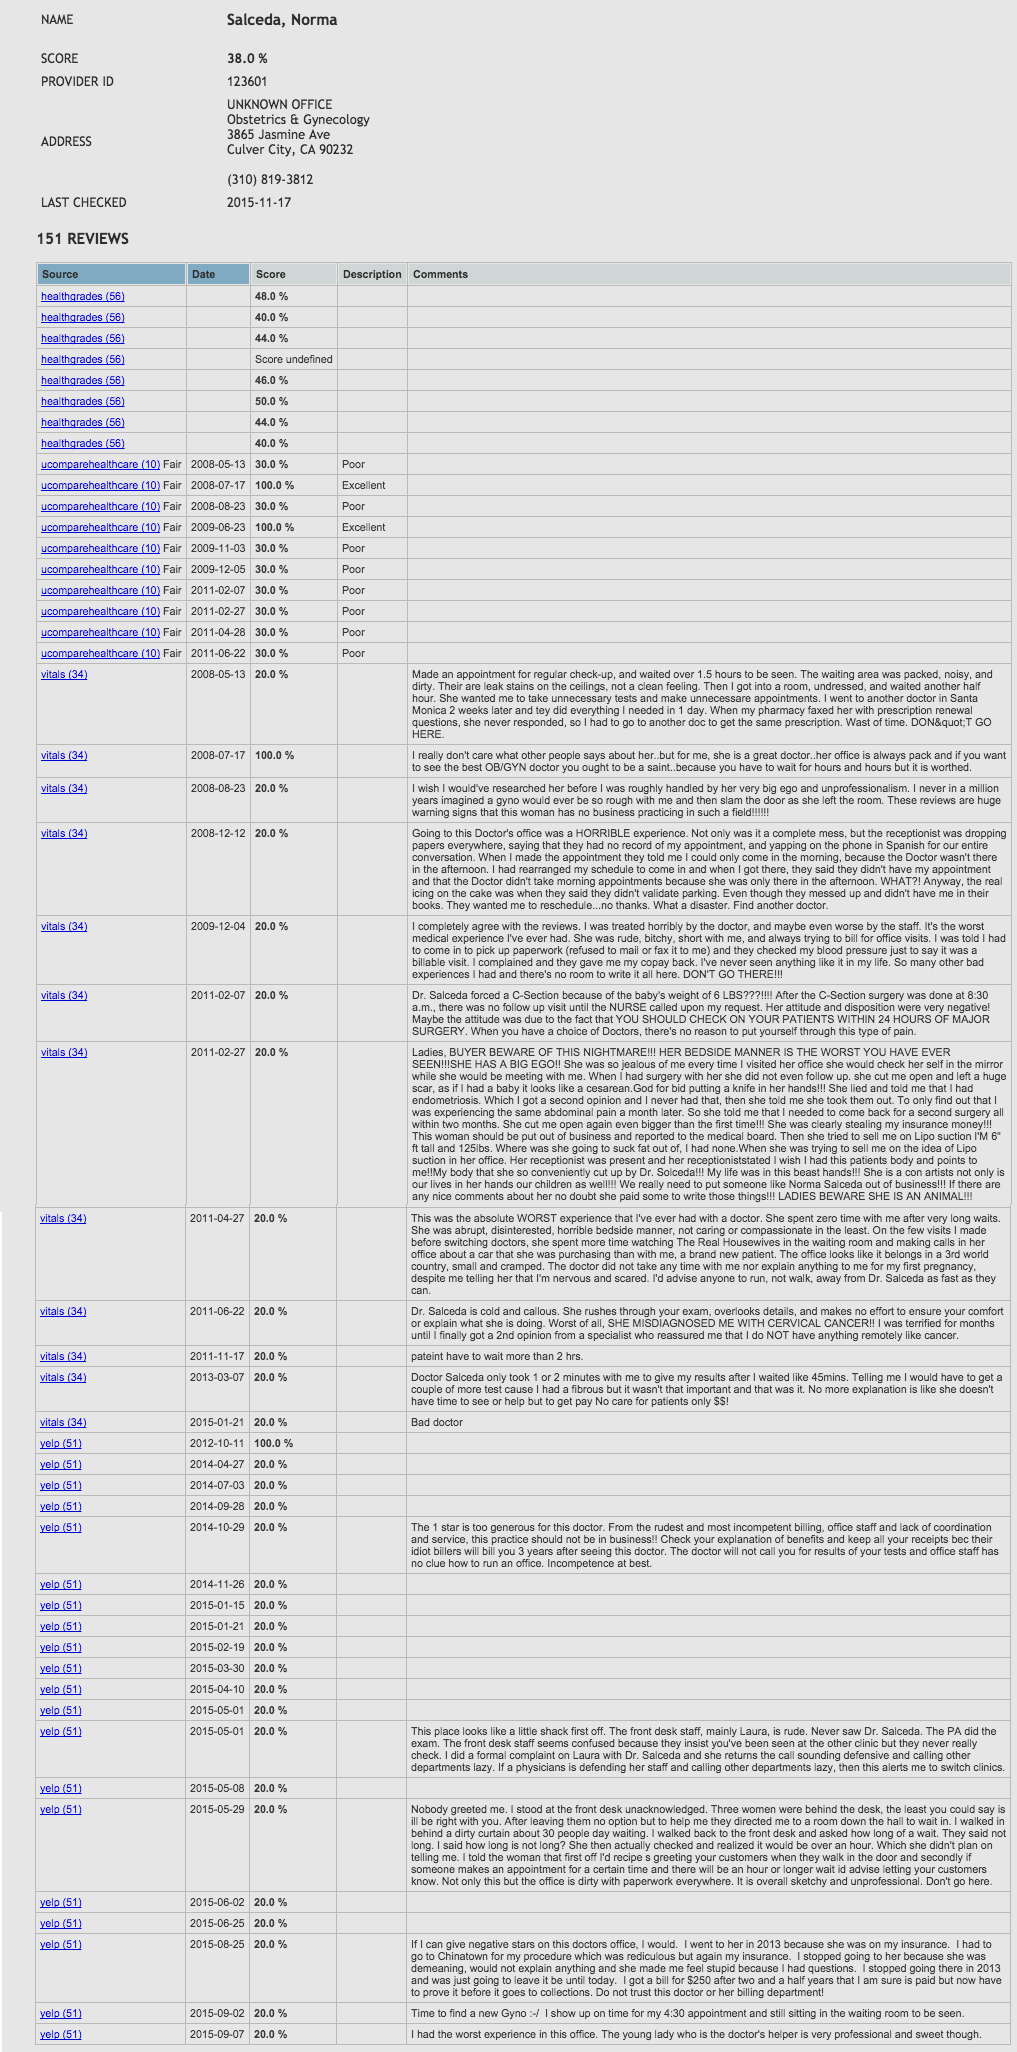 NAME Salceda, Norma
SCORE 38.0 %
PROVIDER ID 123601
ADDRESS UNKNOWN OFFICE
Obstetrics & Gynecology
3865 Jasmine Ave
Culver City, CA 90232
(310) 819-3812
LAST CHECKED 2015-11-17
151 REVIEWS
Source Date Score Description Comments
healthgrades (56) 48.0 %
healthgrades (56) 40.0 %
healthgrades (56) 44.0 %
healthgrades (56) Score undefined
healthgrades (56) 46.0 %
healthgrades (56) 50.0 %
healthgrades (56) 44.0 %
healthgrades (56) 40.0 %
ucomparehealthcare (10) Fair 2008-05-13 30.0 % Poor
ucomparehealthcare (10) Fair 2008-07-17 100.0 % Excellent
ucomparehealthcare (10) Fair 2008-08-23 30.0 % Poor
ucomparehealthcare (10) Fair 2009-06-23 100.0 % Excellent
ucomparehealthcare (10) Fair 2009-11-03 30.0 % Poor
ucomparehealthcare (10) Fair 2009-12-05 30.0 % Poor
ucomparehealthcare (10) Fair 2011-02-07 30.0 % Poor
ucomparehealthcare (10) Fair 2011-02-27 30.0 % Poor
ucomparehealthcare (10) Fair 2011-04-28 30.0 % Poor
ucomparehealthcare (10) Fair 2011-06-22 30.0 % Poor
vitals (34) 2008-05-13 20.0 % Made an appointment for regular check-up, and waited over 1.5 hours to be seen. The waiting area was packed, noisy, and
dirty. Their are leak stains on the ceilings, not a clean feeling. Then I got into a room, undressed, and waited another half
hour. She wanted me to take unnecessary tests and make unnecessare appointments. I went to another doctor in Santa
Monica 2 weeks later and tey did everything I needed in 1 day. When my pharmacy faxed her with prescription renewal
questions, she never responded, so I had to go to another doc to get the same prescription. Wast of time. DON&quot;T GO
HERE.
vitals (34) 2008-07-17 100.0 % I really don't care what other people says about her..but for me, she is a great doctor..her office is always pack and if you want
to see the best OB/GYN doctor you ought to be a saint..because you have to wait for hours and hours but it is worthed.
vitals (34) 2008-08-23 20.0 % I wish I would've researched her before I was roughly handled by her very big ego and unprofessionalism. I never in a million
years imagined a gyno would ever be so rough with me and then slam the door as she left the room. These reviews are huge
warning signs that this woman has no business practicing in such a field!!!!!!
vitals (34) 2008-12-12 20.0 % Going to this Doctor's office was a HORRIBLE experience. Not only was it a complete mess, but the receptionist was dropping
papers everywhere, saying that they had no record of my appointment, and yapping on the phone in Spanish for our entire
conversation. When I made the appointment they told me I could only come in the morning, because the Doctor wasn't there
in the afternoon. I had rearranged my schedule to come in and when I got there, they said they didn't have my appointment
and that the Doctor didn't take morning appointments because she was only there in the afternoon. WHAT?! Anyway, the real
icing on the cake was when they said they didn't validate parking. Even though they messed up and didn't have me in their
books. They wanted me to reschedule...no thanks. What a disaster. Find another doctor.
vitals (34) 2009-12-04 20.0 % I completely agree with the reviews. I was treated horribly by the doctor, and maybe even worse by the staff. It's the worst
medical experience I've ever had. She was rude, bitchy, short with me, and always trying to bill for office visits. I was told I had
to come in to pick up paperwork (refused to mail or fax it to me) and they checked my blood pressure just to say it was a
billable visit. I complained and they gave me my copay back. I've never seen anything like it in my life. So many other bad
experiences I had and there's no room to write it all here. DON'T GO THERE!!!
vitals (34) 2011-02-07 20.0 % Dr. Salceda forced a C-Section because of the baby's weight of 6 LBS???!!!! After the C-Section surgery was done at 8:30
a.m., there was no follow up visit until the NURSE called upon my request. Her attitude and disposition were very negative!
Maybe the attitude was due to the fact that YOU SHOULD CHECK ON YOUR PATIENTS WITHIN 24 HOURS OF MAJOR
SURGERY. When you have a choice of Doctors, there's no reason to put yourself through this type of pain.
vitals (34) 2011-02-27 20.0 % Ladies, BUYER BEWARE OF THIS NIGHTMARE!!! HER BEDSIDE MANNER IS THE WORST YOU HAVE EVER
SEEN!!!SHE HAS A BIG EGO!! She was so jealous of me every time I visited her office she would check her self in the mirror
while she would be meeting with me. When I had surgery with her she did not even follow up. she cut me open and left a huge
scar, as if I had a baby it looks like a cesarean.God for bid putting a knife in her hands!!! She lied and told me that I had
endometriosis. Which I got a second opinion and I never had that, then she told me she took them out. To only find out that I
was experiencing the same abdominal pain a month later. So she told me that I needed to come back for a second surgery all
within two months. She cut me open again even bigger than the first time!!! She was clearly stealing my insurance money!!!
This woman should be put out of business and reported to the medical board. Then she tried to sell me on Lipo suction I'M 6"
ft tall and 125lbs. Where was she going to suck fat out of, I had none.When she was trying to sell me on the idea of Lipo
suction in her office. Her receptionist was present and her receptioniststated I wish I had this patients body and points to
me!!My body that she so conveniently cut up by Dr. Solceda!!! My life was in this beast hands!!! She is a con artists not only is
our lives in her hands our children as well!!! We really need to put someone like Norma Salceda out of business!!! If there are
any nice comments about her no doubt she paid some to write those things!!! LADIES BEWARE SHE IS AN ANIMAL!!!
vitals (34) 2011-04-27 20.0 % This was the absolute WORST experience that I've ever had with a doctor. She spent zero time with me after very long waits.
She was abrupt, disinterested, horrible bedside manner, not caring or compassionate in the least. On the few visits I made
before switching doctors, she spent more time watching The Real Housewives in the waiting room and making calls in her
office about a car that she was purchasing than with me, a brand new patient. The office looks like it belongs in a 3rd world
country, small and cramped. The doctor did not take any time with me nor explain anything to me for my first pregnancy,
despite me telling her that I'm nervous and scared. I'd advise anyone to run, not walk, away from Dr. Salceda as fast as they
can.
vitals (34) 2011-06-22 20.0 % Dr. Salceda is cold and callous. She rushes through your exam, overlooks details, and makes no effort to ensure your comfort
or explain what she is doing. Worst of all, SHE MISDIAGNOSED ME WITH CERVICAL CANCER!! I was terrified for months
until I finally got a 2nd opinion from a specialist who reassured me that I do NOT have anything remotely like cancer.
vitals (34) 2011-11-17 20.0 % pateint have to wait more than 2 hrs.
vitals (34) 2013-03-07 20.0 % Doctor Salceda only took 1 or 2 minutes with me to give my results after I waited like 45mins. Telling me I would have to get a
couple of more test cause I had a fibrous but it wasn't that important and that was it. No more explanation is like she doesn't
have time to see or help but to get pay No care for patients only $$!
vitals (34) 2015-01-21 20.0 % Bad doctor
yelp (51) 2012-10-11 100.0 %
yelp (51) 2014-04-27 20.0 %
yelp (51) 2014-07-03 20.0 %
yelp (51) 2014-09-28 20.0 %
yelp (51) 2014-10-29 20.0 % The 1 star is too generous for this doctor. From the rudest and most incompetent billing, office staff and lack of coordination
and service, this practice should not be in business!! Check your explanation of benefits and keep all your receipts bec their
idiot billers will bill you 3 years after seeing this doctor. The doctor will not call you for results of your tests and office staff has
no clue how to run an office. Incompetence at best.
yelp (51) 2014-11-26 20.0 %
yelp (51) 2015-01-15 20.0 %
yelp (51) 2015-01-21 20.0 %
yelp (51) 2015-02-19 20.0 %
yelp (51) 2015-03-30 20.0 %
yelp (51) 2015-04-10 20.0 %
yelp (51) 2015-05-01 20.0 %
yelp (51) 2015-05-01 20.0 % This place looks like a little shack first off. The front desk staff, mainly Laura, is rude. Never saw Dr. Salceda. The PA did the
exam. The front desk staff seems confused because they insist you've been seen at the other clinic but they never really
check. I did a formal complaint on Laura with Dr. Salceda and she returns the call sounding defensive and calling other
departments lazy. If a physicians is defending her staff and calling other departments lazy, then this alerts me to switch clinics.
yelp (51) 2015-05-08 20.0 %
yelp (51) 2015-05-29 20.0 % Nobody greeted me. I stood at the front desk unacknowledged. Three women were behind the desk, the least you could say is
ill be right with you. After leaving them no option but to help me they directed me to a room down the hall to wait in. I walked in
behind a dirty curtain about 30 people day waiting. I walked back to the front desk and asked how long of a wait. They said not
long. I said how long is not long? She then actually checked and realized it would be over an hour. Which she didn't plan on
telling me. I told the woman that first off I'd recipe s greeting your customers when they walk in the door and secondly if
someone makes an appointment for a certain time and there will be an hour or longer wait id advise letting your customers
know. Not only this but the office is dirty with paperwork everywhere. It is overall sketchy and unprofessional. Don't go here.
yelp (51) 2015-06-02 20.0 %
yelp (51) 2015-06-25 20.0 %
yelp (51) 2015-08-25 20.0 % If I can give negative stars on this doctors office, I would. I went to her in 2013 because she was on my insurance. I had to
go to Chinatown for my procedure which was rediculous but again my insurance. I stopped going to her because she was
demeaning, would not explain anything and she made me feel stupid because I had questions. I stopped going there in 2013
and was just going to leave it be until today. I got a bill for $250 after two and a half years that I am sure is paid but now have
to prove it before it goes to collections. Do not trust this doctor or her billing department!
yelp (51) 2015-09-02 20.0 % Time to find a new Gyno :-/ I show up on time for my 4:30 appointment and still sitting in the waiting room to be seen.
yelp (51) 2015-09-07 20.0 % I had the worst experience in this office. The young lady who is the doctor's helper is very professional and sweet though.